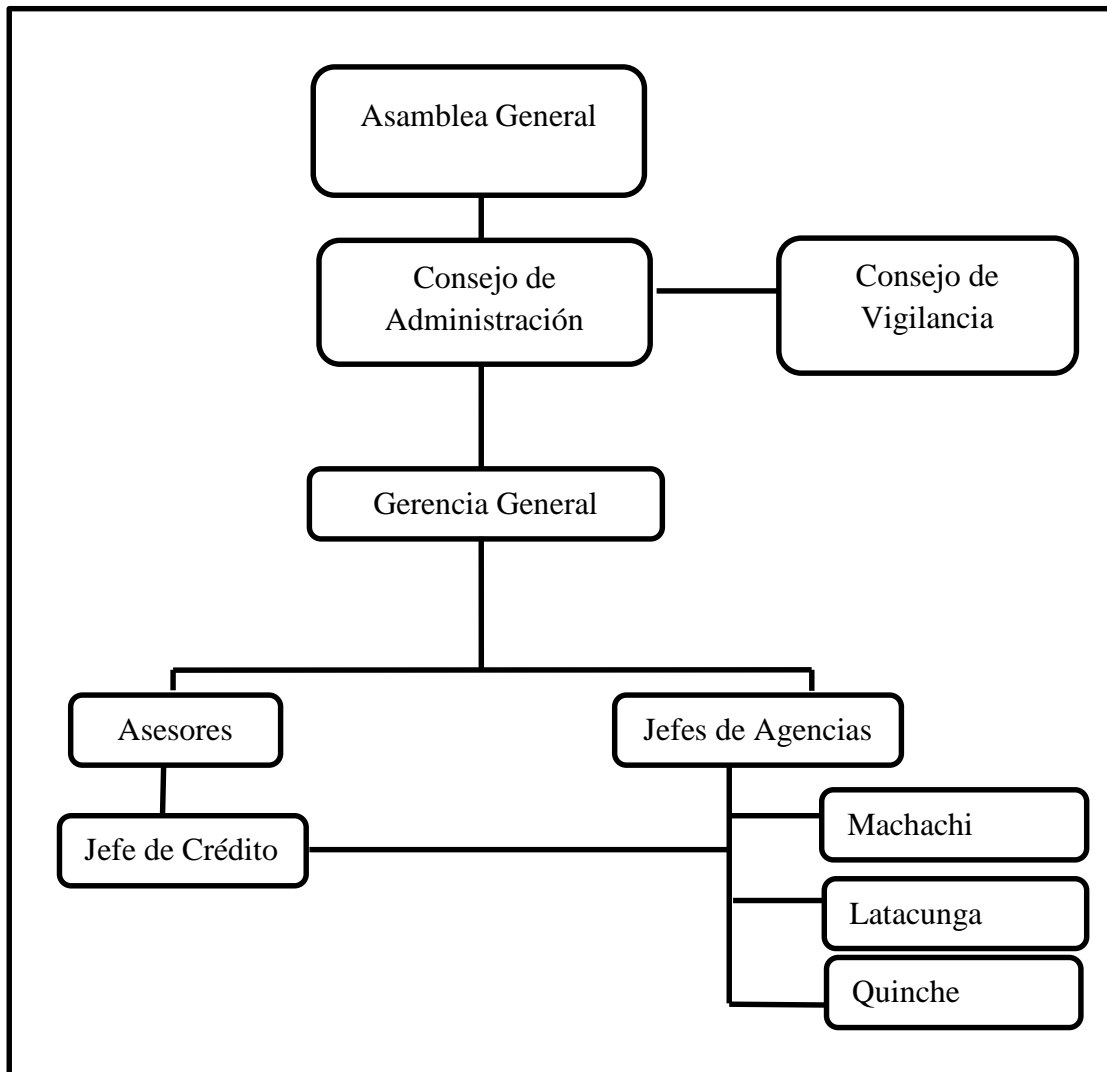 Asamblea General
Consejo de
Administración
Consejo de
Vigilancia
Gerencia General
Asesores
Jefes de Agencias
Jefe de Crédito
Machachi
Latacunga
Quinche